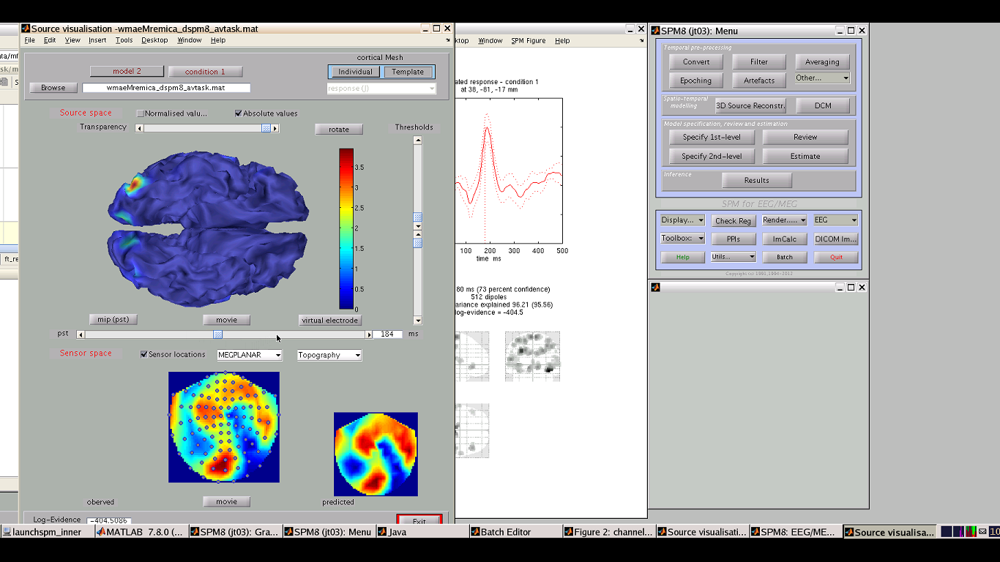 Source visualisation -wmaeMremica_dspm8_avtask.mat
File Edit View Insert Tools Desktop Window Help
cortical Mesh
model 2 condition 1 Individual Template
Browse wmaeMremica_dspm8_avtask.mat response (J)
Source space Normalised valu... Absolute values
Transparency rotate Thresholds
3.5
3
2.5
2
1.5
1
0.5
0
mip (pst) movie virtual electrode
pst 184 ms
Sensor space Sensor locations MEGPLANAR Topography
oberved movie predicted
Log-Evidence -404.5086 Exit
ata/mf
sk/m
S
ft_re
ktop Window SPM Figure Help
ated response - condition 1
at 38, -81, -17 mm
100 200 300 400 500
time ms
80 ms (73 percent confidence)
512 dipoles
ariance explained 96.21 (95.56)
log-evidence = -404.5
SPM8 (jt03): Menu
Temporal pre-processing
Convert Filter Averaging
Epoching Artefacts Other...
Spatio-temporal
modelling
3D Source Reconstr. DCM
Model specification, review and estimation
Specify 1st-level Review
Specify 2nd-level Estimate
Inference
Results
SPM for EEG/MEG
Display... Check Reg Render..... EEG
Toolbox: PPIs ImCalc DICOM Im...
Help Utils... Batch Quit
Copyright (c) 1991,1994-2012
launchspm_inner MATLAB 7.8.0 (... SPM8 (jt03): Gra... SPM8 (jt03): Menu Java Batch Editor Figure 2: channel... Source visualisati... SPM8: EEG/ME... Source visualisa... 10